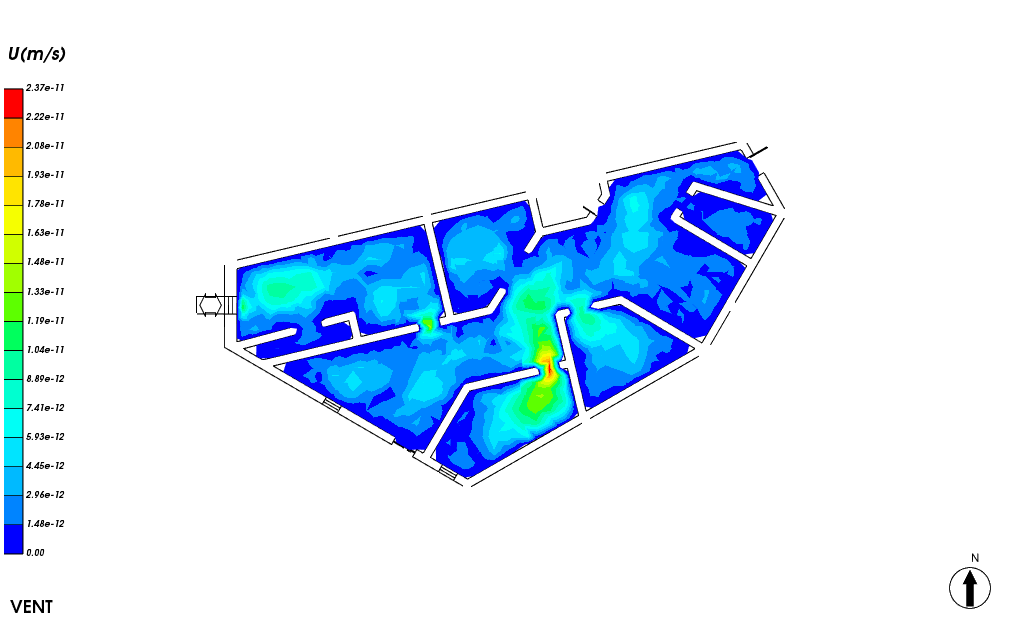 U(m/s)
2.37e-11
2.22e-11
2.08e-11
1.93e-11
1.78e-11
1.63e-11
1.48e-11
1.33e-11
1.19e-11
1.04e-11
8.89e-12
7.41e-12
5.93e-12
4.45e-12
2.96e-12
1.48e-12
0.00
N
VENT